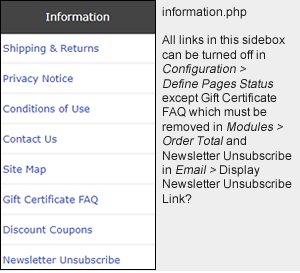 Information
Shipping & Returns
Privacy Notice
Conditions of Use
Contact Us
Site Map
Gift Certificate FAQ
Discount Coupons
Newsletter Unsubscribe
information.php
All links in this sidebox
can be turned off in
Configuration >
Define Pages Status
except Gift Certificate
FAQ which must be
removed in Modules >
Order Total and
Newsletter Unsubscribe
in Email > Display
Newsletter Unsubscribe
Link?